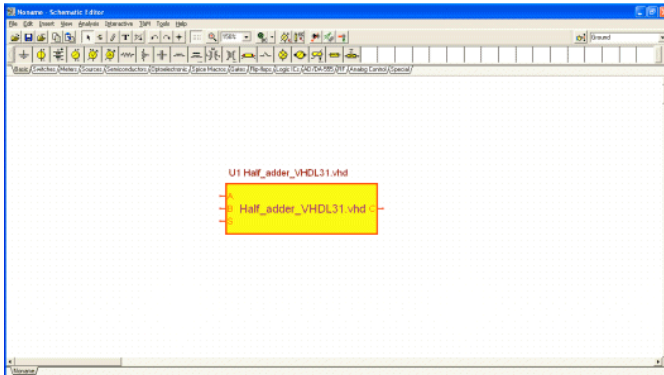 Noname - Schematic Editor
File Edit Insert View Analysis Interactive T&M Tools Help
Ground
Basic Switches Meters Sources Semiconductors Optoelectronic Spice Macros Gates Flip-flops Logic ICs AD/DA-555 RF Analog Control Special
U1 Half_adder_VHDL31.vhd
A
B Half_adder_VHDL31.vhd C
S
Noname